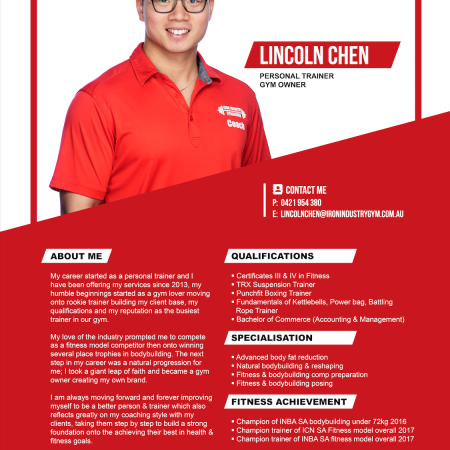 LINCOLN CHEN
PERSONAL TRAINER
GYM OWNER
Coach
CONTACT ME
P: 0421 954 380
E: LINCOLNCHEN@IRONINDUSTRYGYM.COM.AU
ABOUT ME
My career started as a personal trainer and I
have been offering my services since 2013, my
humble beginnings started as a gym lover moving
onto rookie trainer building my client base, my
qualifications and my reputation as the busiest
trainer in our gym.
My love of the industry prompted me to compete
as a fitness model competitor then onto winning
several place trophies in bodybuilding. The next
step in my career was a natural progression for
me; I took a giant leap of faith and became a gym
owner creating my own brand.
I am always moving forward and forever improving
myself to be a better person & trainer which also
reflects greatly on my coaching style with my
clients, taking them step by step to build a strong
foundation onto the achieving their best in health &
fitness goals.
QUALIFICATIONS
• Certificates III & IV in Fitness
• TRX Suspension Trainer
• Punchfit Boxing Trainer
• Fundamentals of Kettlebells, Power bag, Battling
Rope Trainer
• Bachelor of Commerce (Accounting & Management)
SPECIALISATION
• Advanced body fat reduction
• Natural bodybuilding & reshaping
• Fitness & bodybuilding comp preparation
• Fitness & bodybuilding posing
FITNESS ACHIEVEMENT
• Champion of INBA SA bodybuilding under 72kg 2016
• Champion trainer of ICN SA Fitness model overall 2017
• Champion trainer of INBA SA fitness model overall 2017